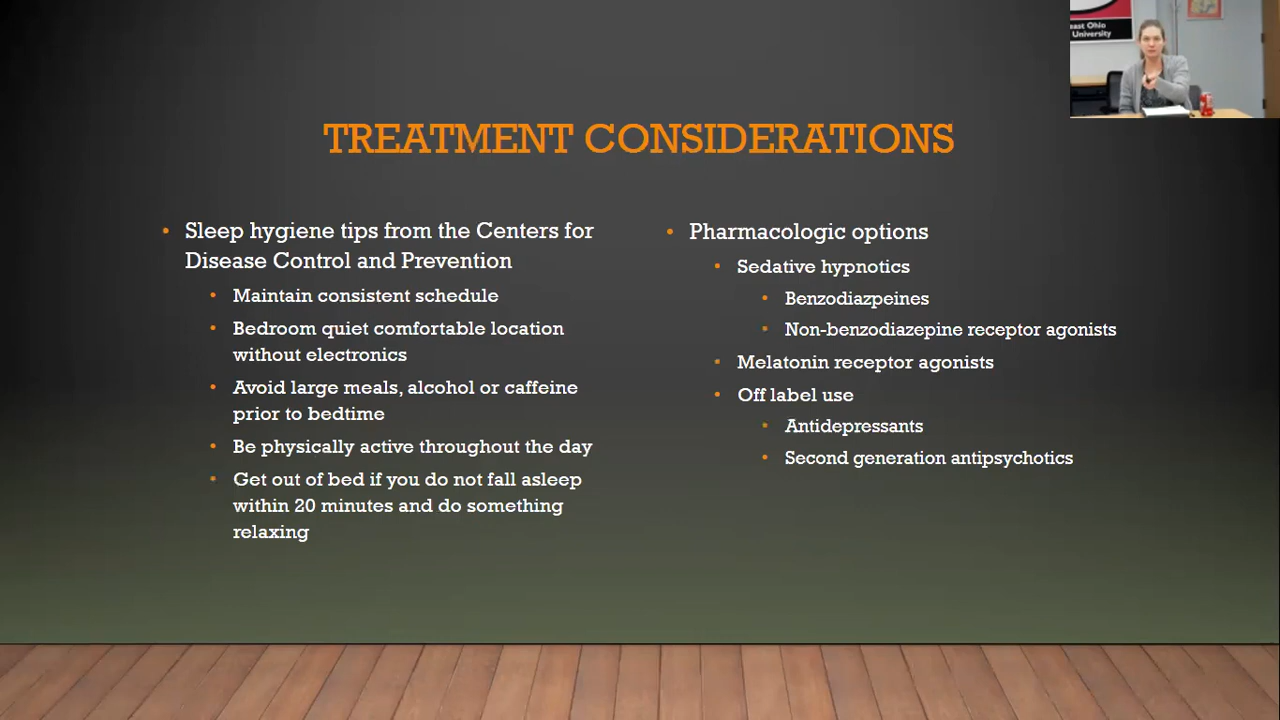 east Ohio
University
TREATMENT CONSIDERATIONS
• Sleep hygiene tips from the Centers for
Disease Control and Prevention
• Maintain consistent schedule
• Bedroom quiet comfortable location
without electronics
• Avoid large meals, alcohol or caffeine
prior to bedtime
• Be physically active throughout the day
• Get out of bed if you do not fall asleep
within 20 minutes and do something
relaxing
• Pharmacologic options
• Sedative hypnotics
• Benzodiazpeines
• Non-benzodiazepine receptor agonists
• Melatonin receptor agonists
• Off label use
• Antidepressants
• Second generation antipsychotics